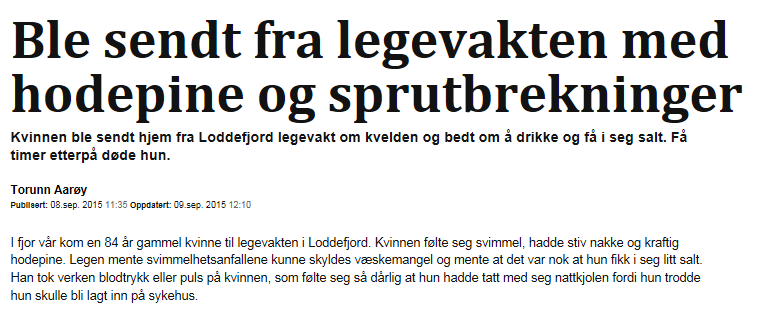 Ble sendt fra legevakten med
hodepine og sprutbrekninger
Kvinnen ble sendt hjem fra Loddefjord legevakt om kvelden og bedt om å drikke og få i seg salt. Få
timer etterpå døde hun.
Torunn Aarøy
Publisert: 08.sep. 2015 11:35 Oppdatert: 09.sep. 2015 12:10
I fjor vår kom en 84 år gammel kvinne til legevakten i Loddefjord. Kvinnen følte seg svimmel, hadde stiv nakke og kraftig
hodepine. Legen mente svimmelhetsanfallene kunne skyldes væskemangel og mente at det var nok at hun fikk i seg litt salt.
Han tok verken blodtrykk eller puls på kvinnen, som følte seg så dårlig at hun hadde tatt med seg nattkjolen fordi hun trodde
hun skulle bli lagt inn på sykehus.